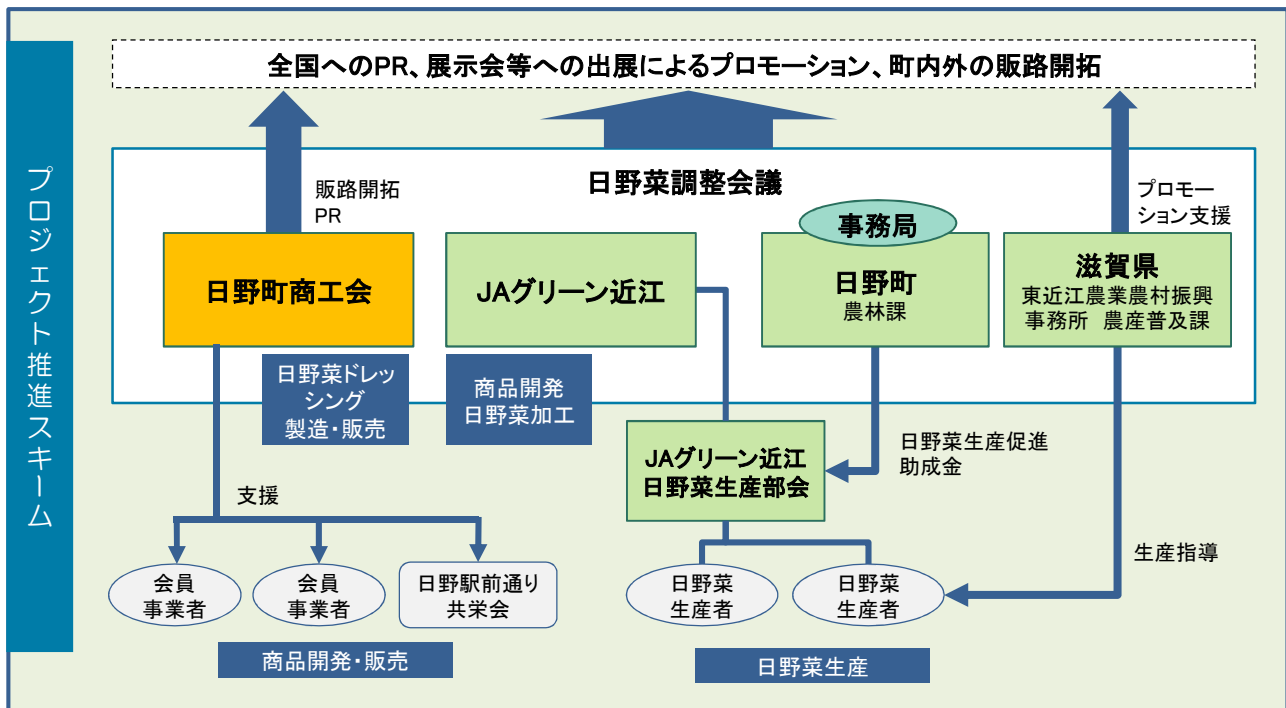 プロジェクト推進スキーム
全国へのPR、展示会等への出展によるプロモーション、町内外の販路開拓
日野菜調整会議
販路開拓
PR
プロモー
ション支援
事務局
日野町商工会
JAグリーン近江
日野町
農林課
滋賀県
東近江農業農村振興
事務所 農産普及課
日野菜ドレッ
シング
製造・販売
商品開発
日野菜加工
JAグリーン近江
日野菜生産部会
日野菜生産促進
助成金
支援
生産指導
会員
事業者
会員
事業者
日野駅前通り
共栄会
日野菜
生産者
日野菜
生産者
商品開発・販売
日野菜生産